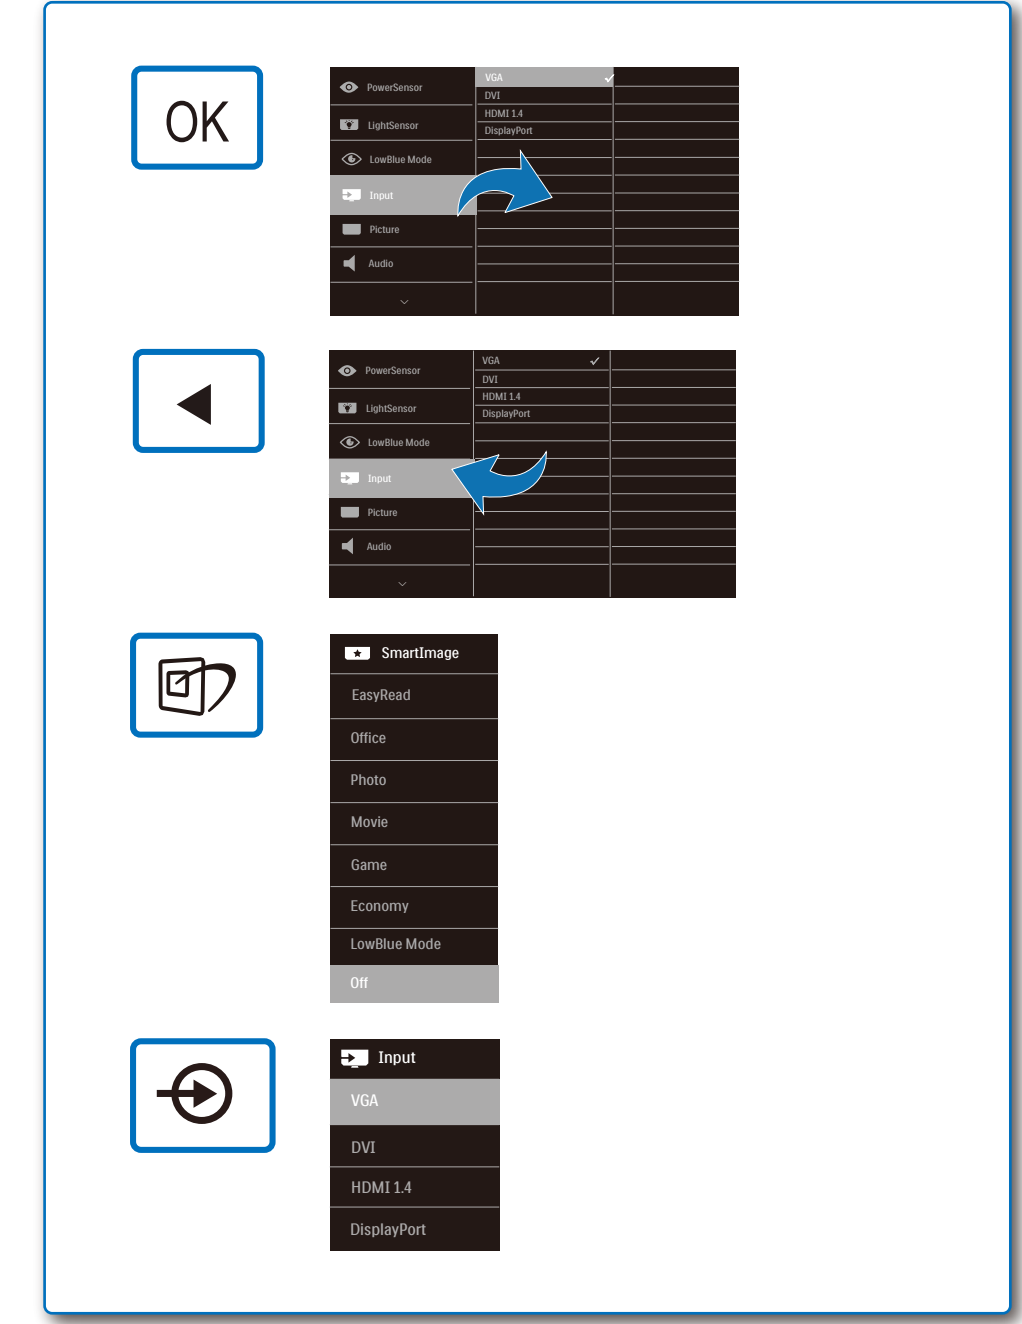 OK
PowerSensor
LightSensor
LowBlue Mode
Input
Picture
Audio
VGA
DVI
HDMI 1.4
DisplayPort
PowerSensor
LightSensor
LowBlue Mode
Input
Picture
Audio
VGA
DVI
HDMI 1.4
DisplayPort
SmartImage
EasyRead
Office
Photo
Movie
Game
Economy
LowBlue Mode
Off
Input
VGA
DVI
HDMI 1.4
DisplayPort